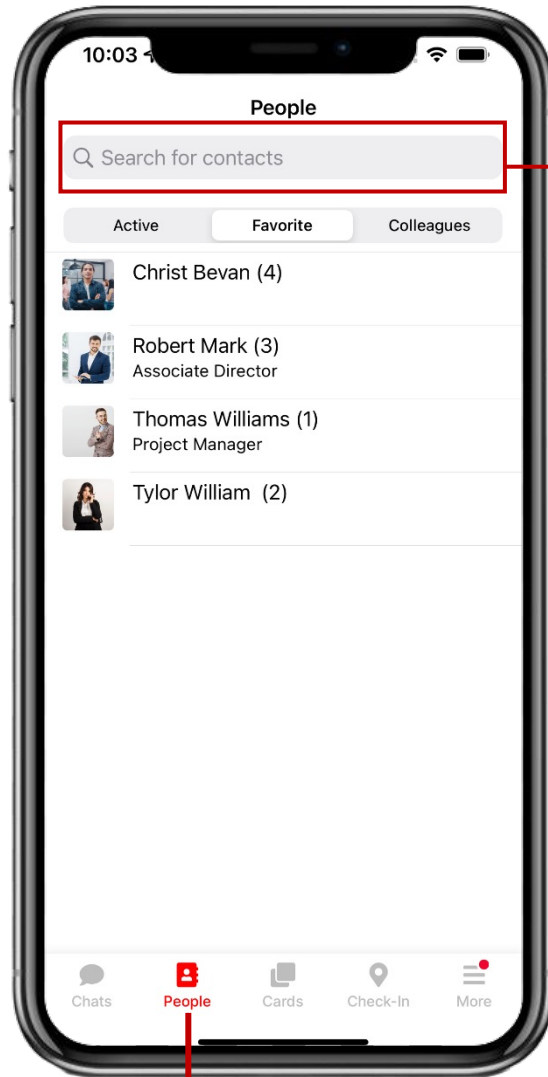 10:03
People
Search for contacts
Active Favorite Colleagues
Christ Bevan (4)
Robert Mark (3)
Associate Director
Thomas Williams (1)
Project Manager
Tylor William (2)
Chats People Cards Check-In More